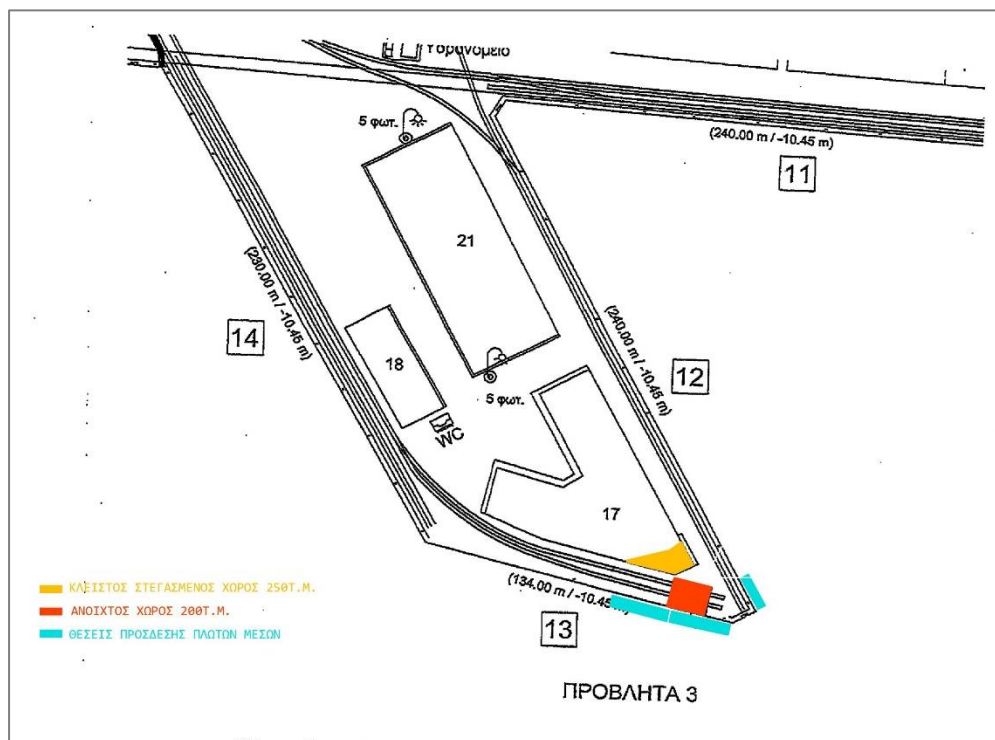 Υδρανομείο
5 φωτ.
(240.00 m / -10.45 m)
11
21
(230.00 m / -10.45 m)
14
(240.00 m / -10.45 m)
12
18
5 φωτ.
WC
17
ΚΛΕΙΣΤΟΣ ΣΤΕΓΑΣΜΕΝΟΣ ΧΩΡΟΣ 250Τ.Μ.
ΑΝΟΙΧΤΟΣ ΧΩΡΟΣ 200Τ.Μ.
ΘΕΣΕΙΣ ΠΡΟΣΔΕΣΗΣ ΠΛΩΤΩΝ ΜΕΣΩΝ
(134.00 m / -10.45
13
ΠΡΟΒΛΗΤΑ 3